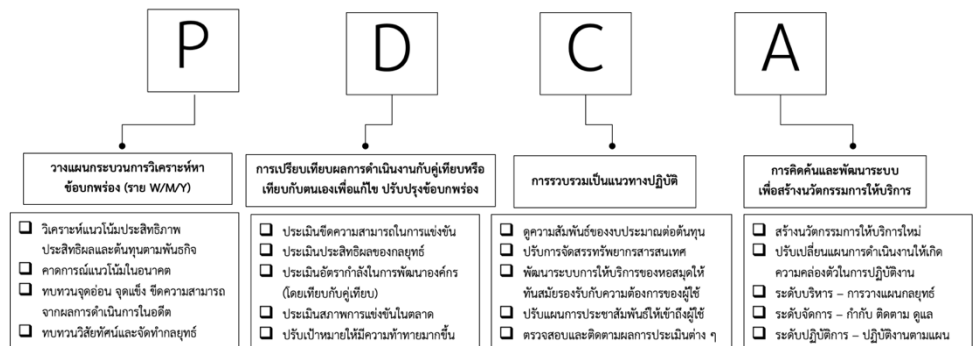 P
D
C
A
วางแผนกระบวนการวิเคราะห์หา
ข้อบกพร่อง (ราย W/M/Y)
❑ วิเคราะห์แนวโน้มประสิทธิภาพ
ประสิทธิผลและต้นทุนตามพันธกิจ
❑ คาดการณ์แนวโน้มในอนาคต
❑ ทบทวนจุดอ่อน จุดแข็ง ขีดความสามารถ
จากผลการดำเนินการในอดีต
❑ ทบทวนวิสัยทัศน์และจัดทำกลยุทธ์
การเปรียบเทียบผลการดำเนินงานกับคู่เทียบหรือ
เทียบกับตนเองเพื่อแก้ไข ปรับปรุงข้อบกพร่อง
❑ ประเมินขีดความสามารถในการแข่งขัน
❑ ประเมินประสิทธิผลของกลยุทธ์
❑ ประเมินอัตรากำลังในการพัฒนาองค์กร
(โดยเทียบกับคู่เทียบ)
❑ ประเมินสภาพการแข่งขันในตลาด
❑ ปรับเป้าหมายให้มีความท้าทายมากขึ้น
การรวบรวมเป็นแนวทางปฏิบัติ
❑ ดูความสัมพันธ์ของงบประมาณต่อต้นทุน
❑ ปรับการจัดสรรทรัพยากรสารสนเทศ
❑ พัฒนาระบบการให้บริการของหอสมุดให้
ทันสมัยรองรับกับความต้องการของผู้ใช้
❑ ปรับแผนการประชาสัมพันธ์ให้เข้าถึงผู้ใช้
❑ ตรวจสอบและติดตามผลการประเมินต่าง ๆ
การคิดค้นและพัฒนาระบบ
เพื่อสร้างนวัตกรรมการให้บริการ
❑ สร้างนวัตกรรมการให้บริการใหม่
❑ ปรับเปลี่ยนแผนการดำเนินงานให้เกิด
ความคล่องตัวในการปฏิบัติงาน
❑ ระดับบริหาร – การวางแผนกลยุทธ์
❑ ระดับจัดการ – กำกับ ติดตาม ดูแล
❑ ระดับปฏิบัติการ – ปฏิบัติงานตามแผน